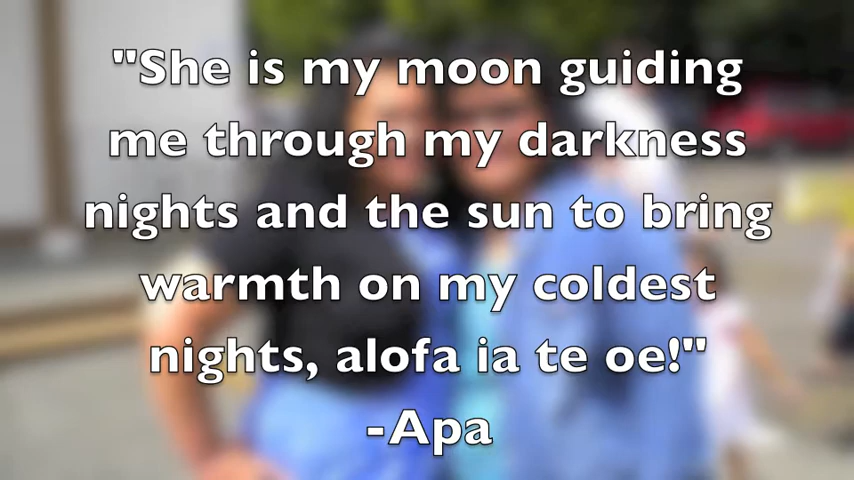 "She is my moon guiding
me through my darkness
nights and the sun to bring
warmth on my coldest
nights, alofa ia te oe!"
-Apa